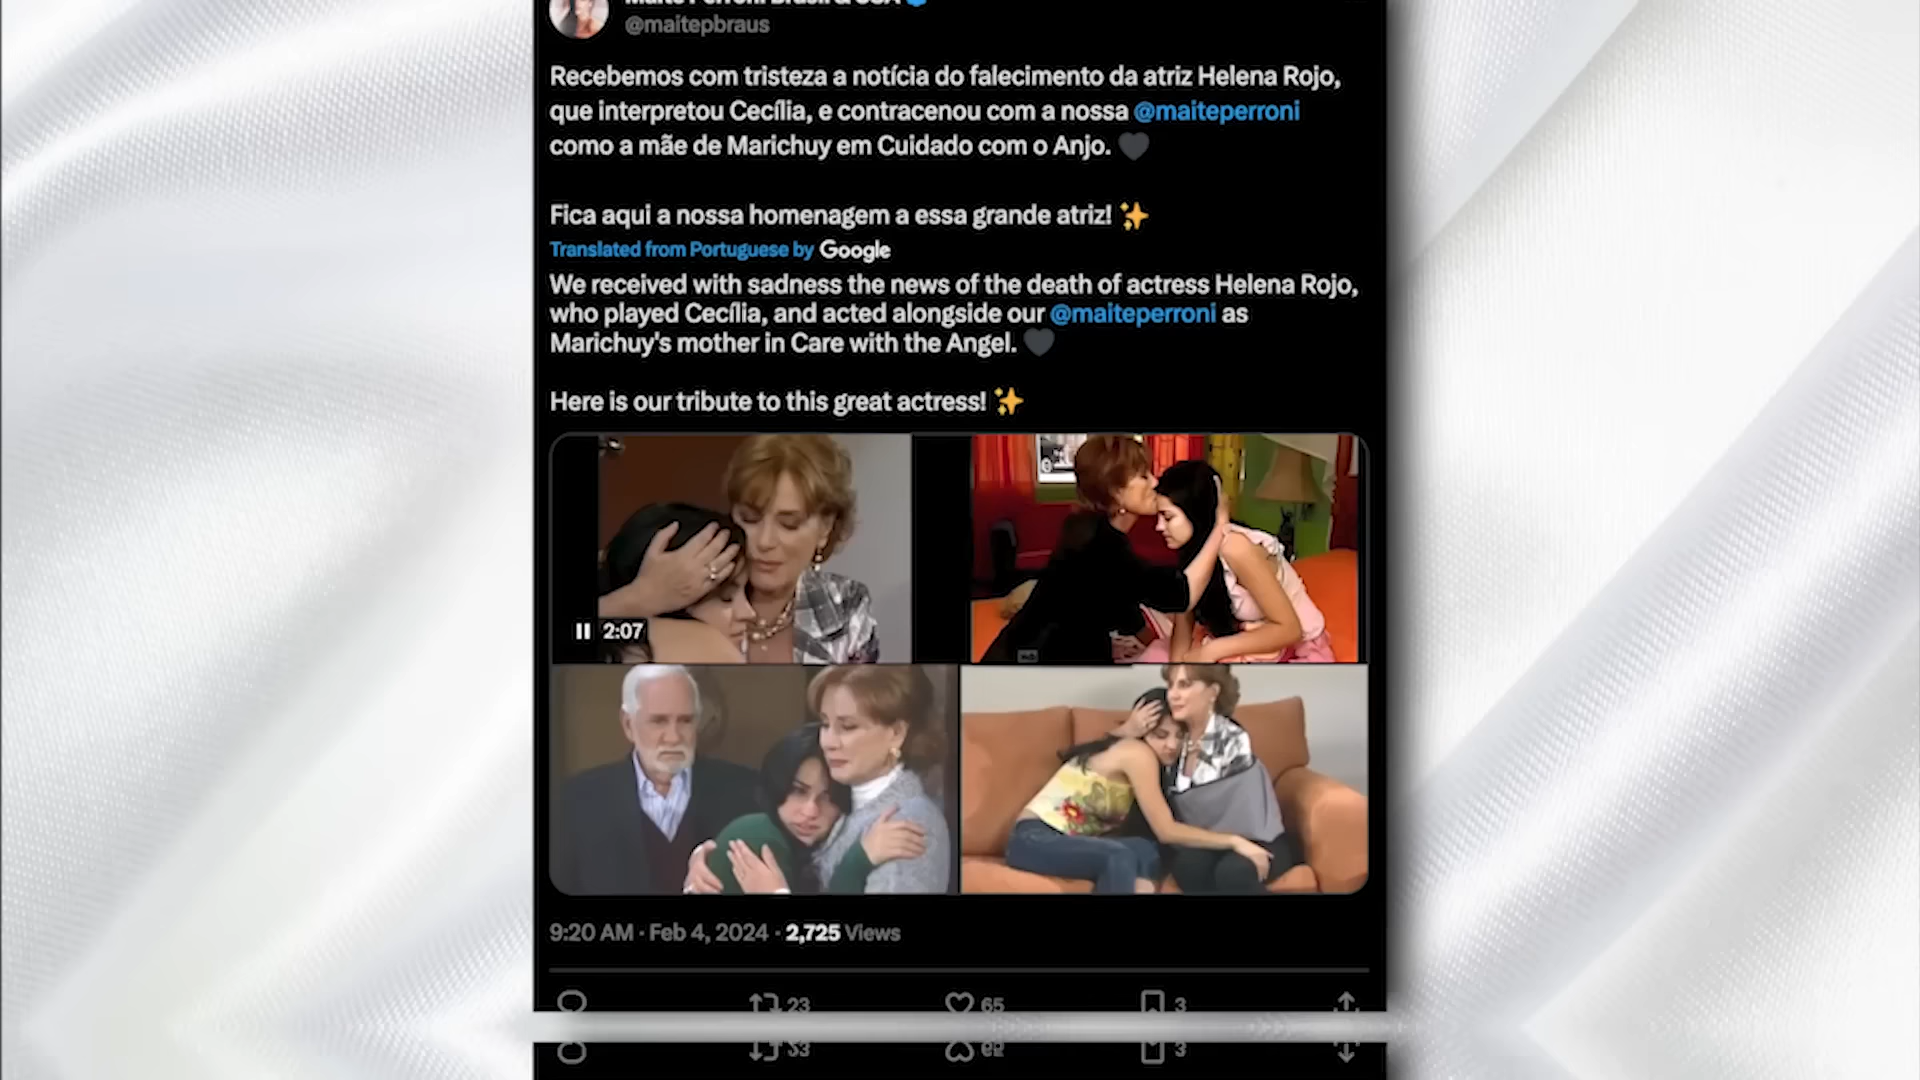 @maitepbraus
Recebemos com tristeza a notícia do falecimento da atriz Helena Rojo,
que interpretou Cecília, e contracenou com a nossa @maiteperroni
como a mãe de Marichuy em Cuidado com o Anjo. 🖤
Fica aqui a nossa homenagem a essa grande atriz! ✨
Translated from Portuguese by Google
We received with sadness the news of the death of actress Helena Rojo,
who played Cecília, and acted alongside our @maiteperroni as
Marichuy's mother in Care with the Angel. 🖤
Here is our tribute to this great actress! ✨
2:07
9:20 AM · Feb 4, 2024 · 2,725 Views
23 65 3